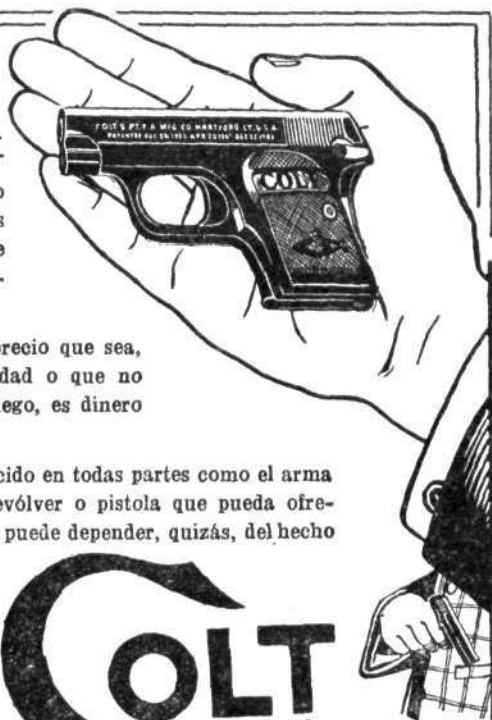 COLT'S PT. F. A. MFG. CO. HARTFORD, CT. U.S.A.
COLT
o
s
e
recio que sea,
dad o que no
ego, es dinero
cido en todas partes como el arma
evólver o pistola que pueda ofre-
puede depender, quizás, del hecho
COLT